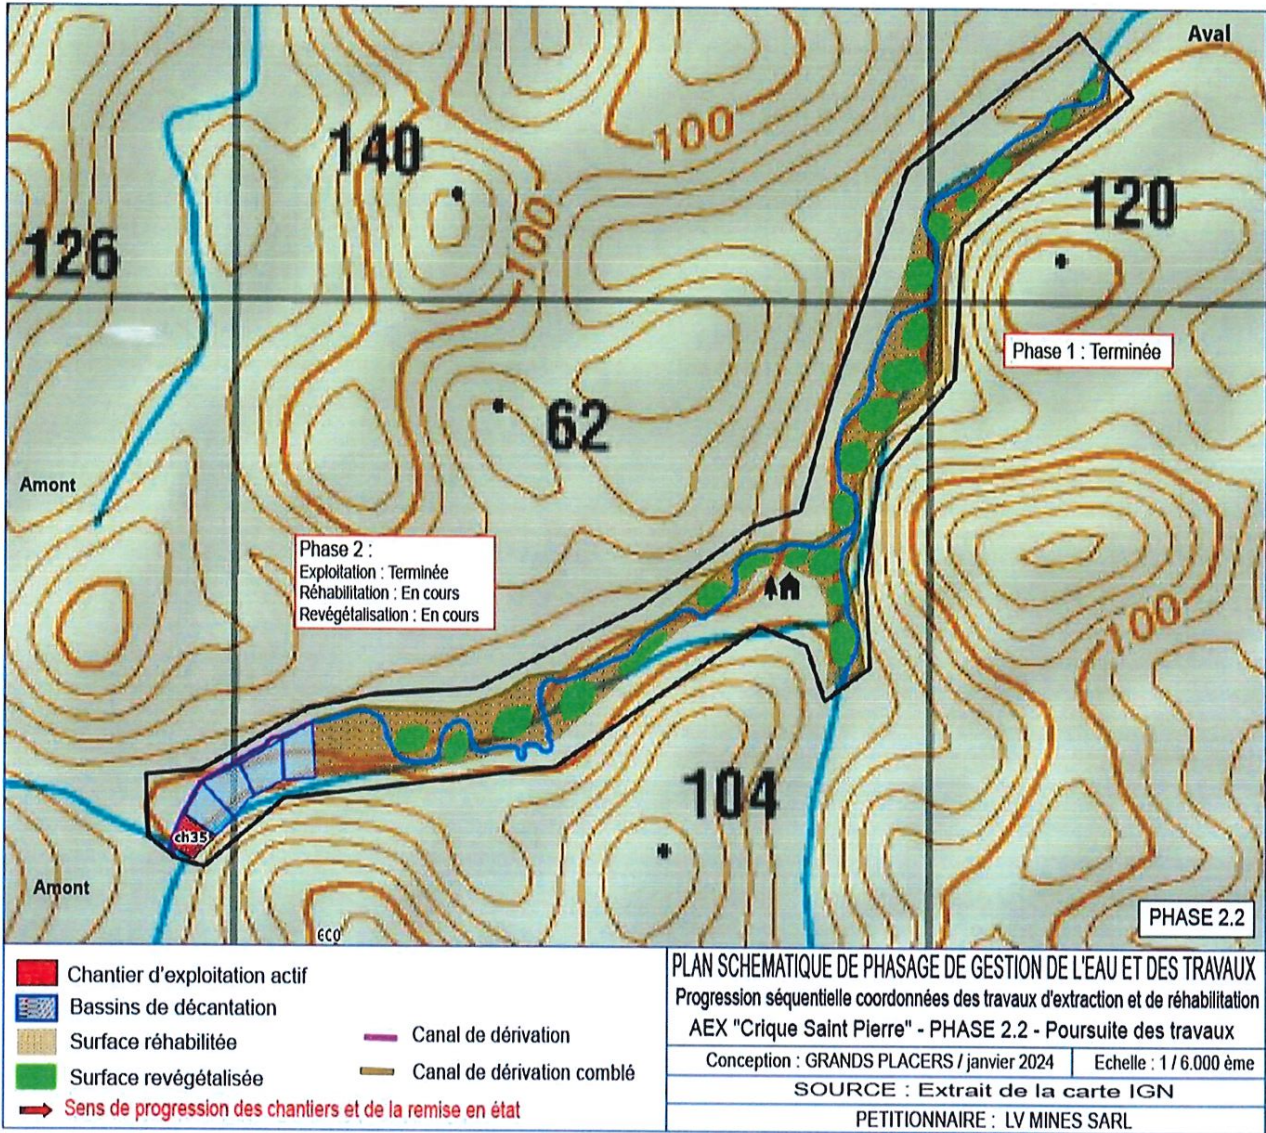 Aval
140
100
120
126
100
Phase 1 : Terminée
62
Amont
Phase 2 :
Exploitation : Terminée
Réhabilitation : En cours
Revégétalisation : En cours
100
104
ch35
Amont
PHASE 2.2
Chantier d'exploitation actif
Bassins de décantation
Surface réhabilitée
Surface revégétalisée
Canal de dérivation
Canal de dérivation comblé
Sens de progression des chantiers et de la remise en état
PLAN SCHEMATIQUE DE PHASAGE DE GESTION DE L'EAU ET DES TRAVAUX
Progression séquentielle coordonnées des travaux d'extraction et de réhabilitation
AEX "Crique Saint Pierre" - PHASE 2.2 - Poursuite des travaux
Conception : GRANDS PLACERS / janvier 2024
Echelle : 1 / 6.000 ème
SOURCE : Extrait de la carte IGN
PETITIONNAIRE : LV MINES SARL